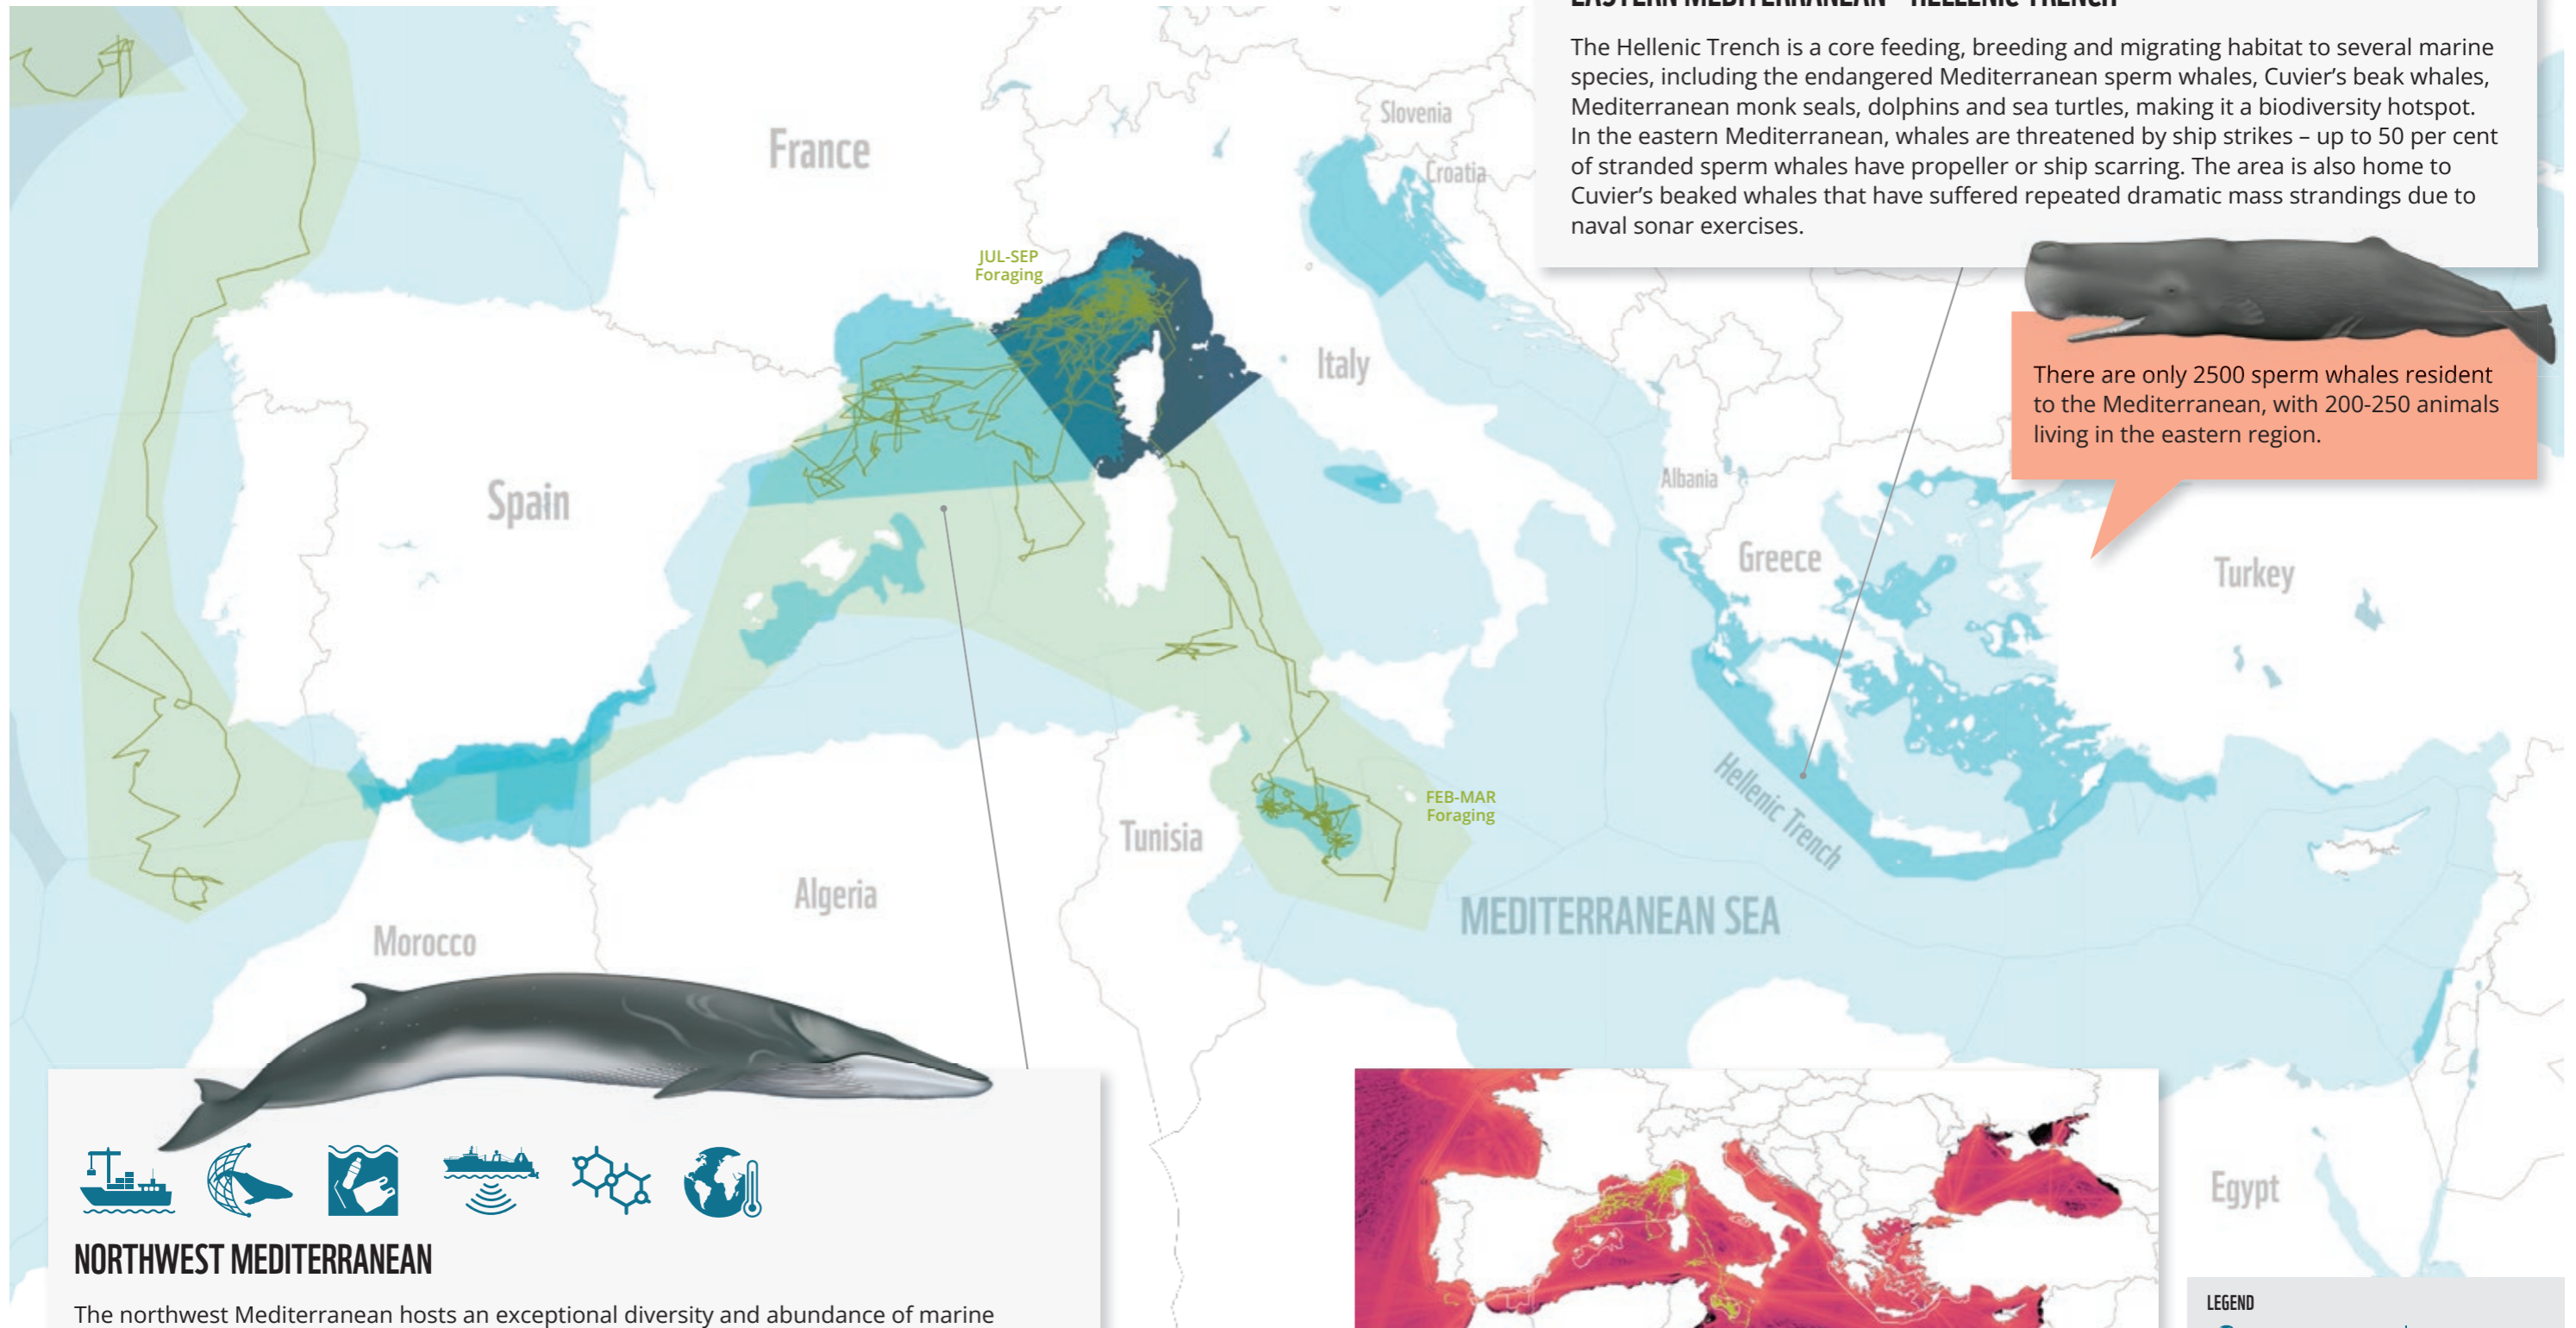 EASTERN MEDITERRANEAN - HELLENIC TRENCH
The Hellenic Trench is a core feeding, breeding and migrating habitat to several marine
species, including the endangered Mediterranean sperm whales, Cuvier's beak whales,
Mediterranean monk seals, dolphins and sea turtles, making it a biodiversity hotspot.
In the eastern Mediterranean, whales are threatened by ship strikes – up to 50 per cent
of stranded sperm whales have propeller or ship scarring. The area is also home to
Cuvier's beaked whales that have suffered repeated dramatic mass strandings due to
naval sonar exercises.
There are only 2500 sperm whales resident
to the Mediterranean, with 200-250 animals
living in the eastern region.
Slovenia
France
Croatia
JUL-SEP
Foraging
Italy
Albania
Spain
Greece
Turkey
Hellenic Trench
FEB-MAR
Foraging
Tunisia
Algeria
MEDITERRANEAN SEA
Morocco
Egypt
NORTHWEST MEDITERRANEAN
The northwest Mediterranean hosts an exceptional diversity and abundance of marine
LEGEND